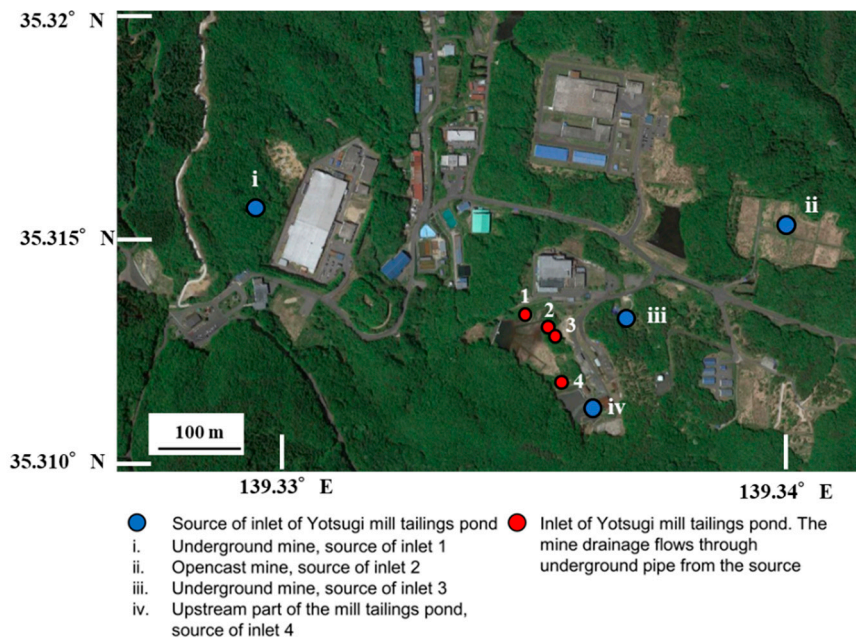 35.32° N
i
ii
35.315° N
1
2
3
iii
4
iv
100 m
35.310° N
139.33° E
139.34° E
Source of inlet of Yotsugi mill tailings pond
i. Underground mine, source of inlet 1
ii. Opencast mine, source of inlet 2
iii. Underground mine, source of inlet 3
iv. Upstream part of the mill tailings pond,
source of inlet 4
Inlet of Yotsugi mill tailings pond. The
mine drainage flows through
underground pipe from the source